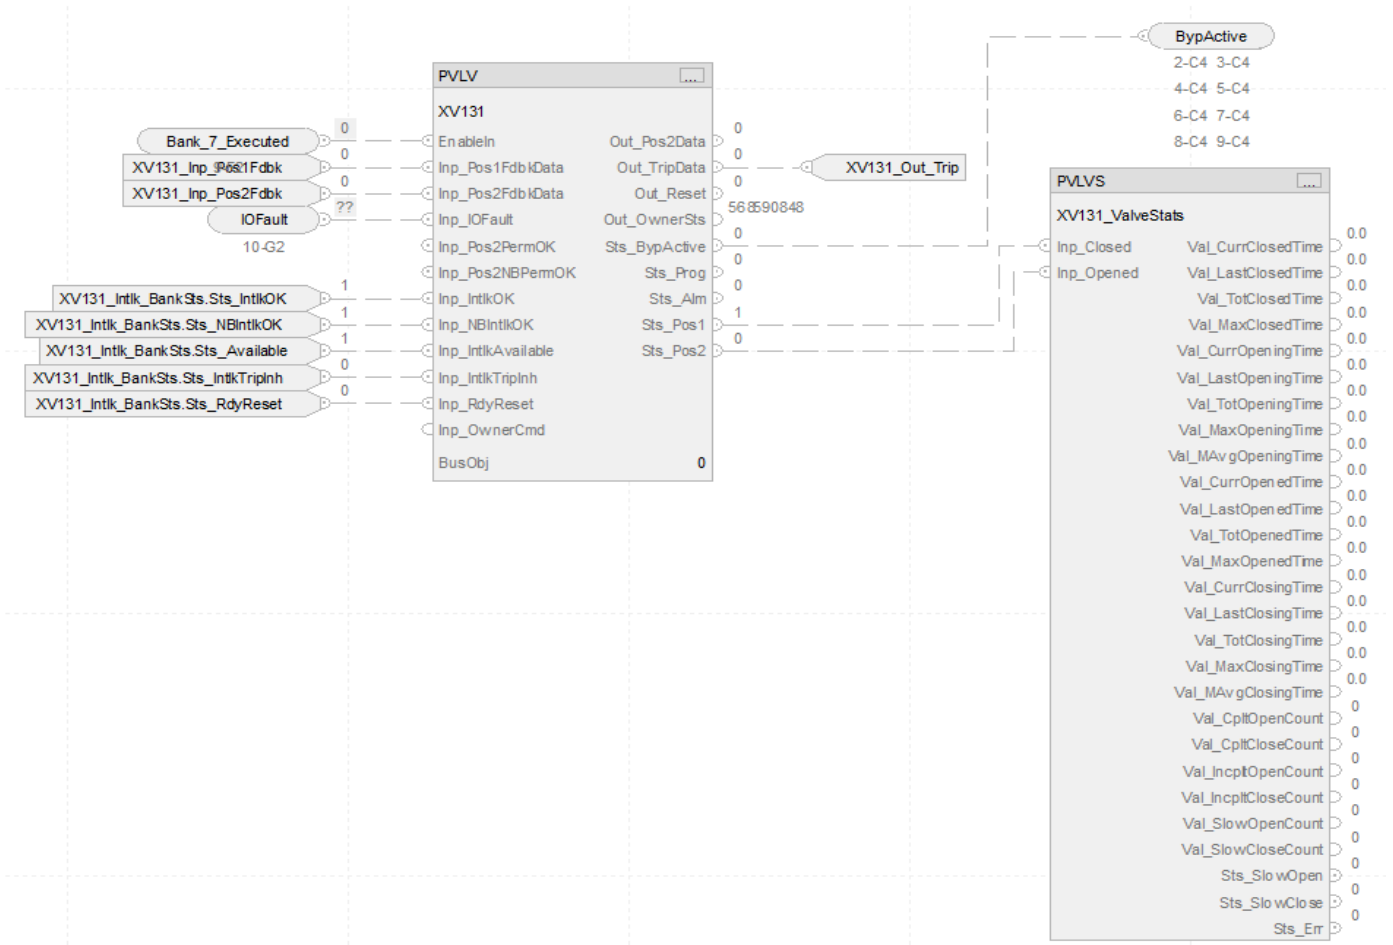 BypActive
2-C4 3-C4
4-C4 5-C4
6-C4 7-C4
8-C4 9-C4
PVLV ...
XV131
Bank_7_Executed 0 EnableIn Out_Pos2Data 0
XV131_Inp_Pos1Fdbk 0 Inp_Pos1FdbkData Out_TripData 0 XV131_Out_Trip
XV131_Inp_Pos2Fdbk 0 Inp_Pos2FdbkData Out_Reset 0
IOFault ?? Inp_IOFault Out_OwnerSts 568590848
10-G2
Inp_Pos2PermOK Sts_BypActive 0
Inp_Pos2NBPermOK Sts_Prog 0
XV131_Intlk_BankSts.Sts_IntlkOK 1 Inp_IntlkOK Sts_Alm 0
XV131_Intlk_BankSts.Sts_NBIntlkOK 1 Inp_NBIntlkOK Sts_Pos1 1
XV131_Intlk_BankSts.Sts_Available 1 Inp_IntlkAvailable Sts_Pos2 0
XV131_Intlk_BankSts.Sts_IntlkTripInh 0 Inp_IntlkTripInh
XV131_Intlk_BankSts.Sts_RdyReset 0 Inp_RdyReset
Inp_OwnerCmd
BusObj 0
PVLVS ...
XV131_ValveStats
Inp_Closed Val_CurrClosedTime 0.0
Inp_Opened Val_LastClosedTime 0.0
Val_TotClosedTime 0.0
Val_MaxClosedTime 0.0
Val_CurrOpeningTime 0.0
Val_LastOpeningTime 0.0
Val_TotOpeningTime 0.0
Val_MaxOpeningTime 0.0
Val_MAvgOpeningTime 0.0
Val_CurrOpenedTime 0.0
Val_LastOpenedTime 0.0
Val_TotOpenedTime 0.0
Val_MaxOpenedTime 0.0
Val_CurrClosingTime 0.0
Val_LastClosingTime 0.0
Val_TotClosingTime 0.0
Val_MaxClosingTime 0.0
Val_MAvgClosingTime 0.0
Val_CpltOpenCount 0
Val_CpltCloseCount 0
Val_IncpltOpenCount 0
Val_IncpltCloseCount 0
Val_SlowOpenCount 0
Val_SlowCloseCount 0
Sts_SlowOpen 0
Sts_SlowClose 0
Sts_Err 0